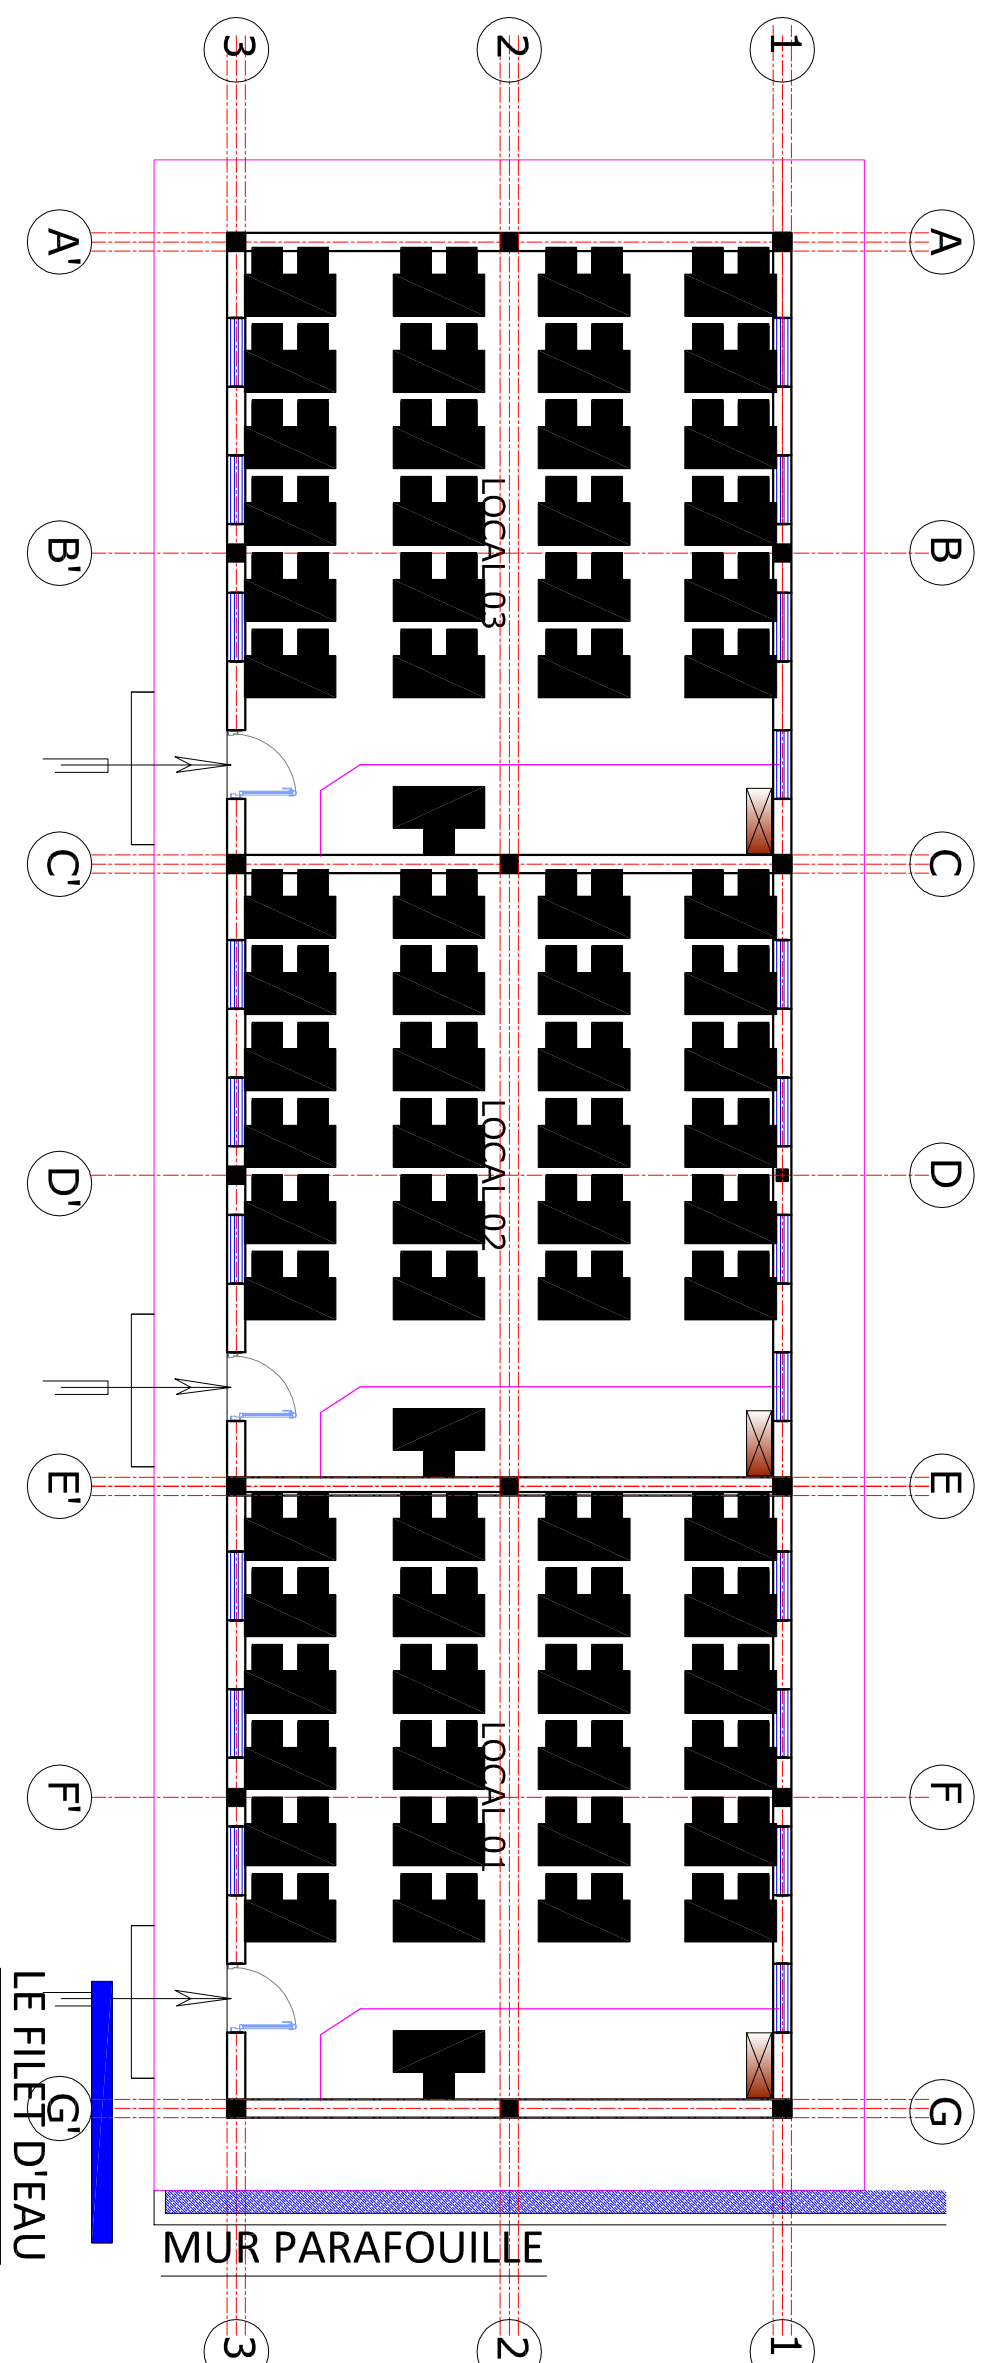 3
2
1
A'
A
B'
LOCAL 03
B
C'
C
D'
LOCAL 02
D
E'
E
F'
LOCAL 01
F
G'
G
LE FILET D'EAU
MUR PARAFOUILLE
3
2
1